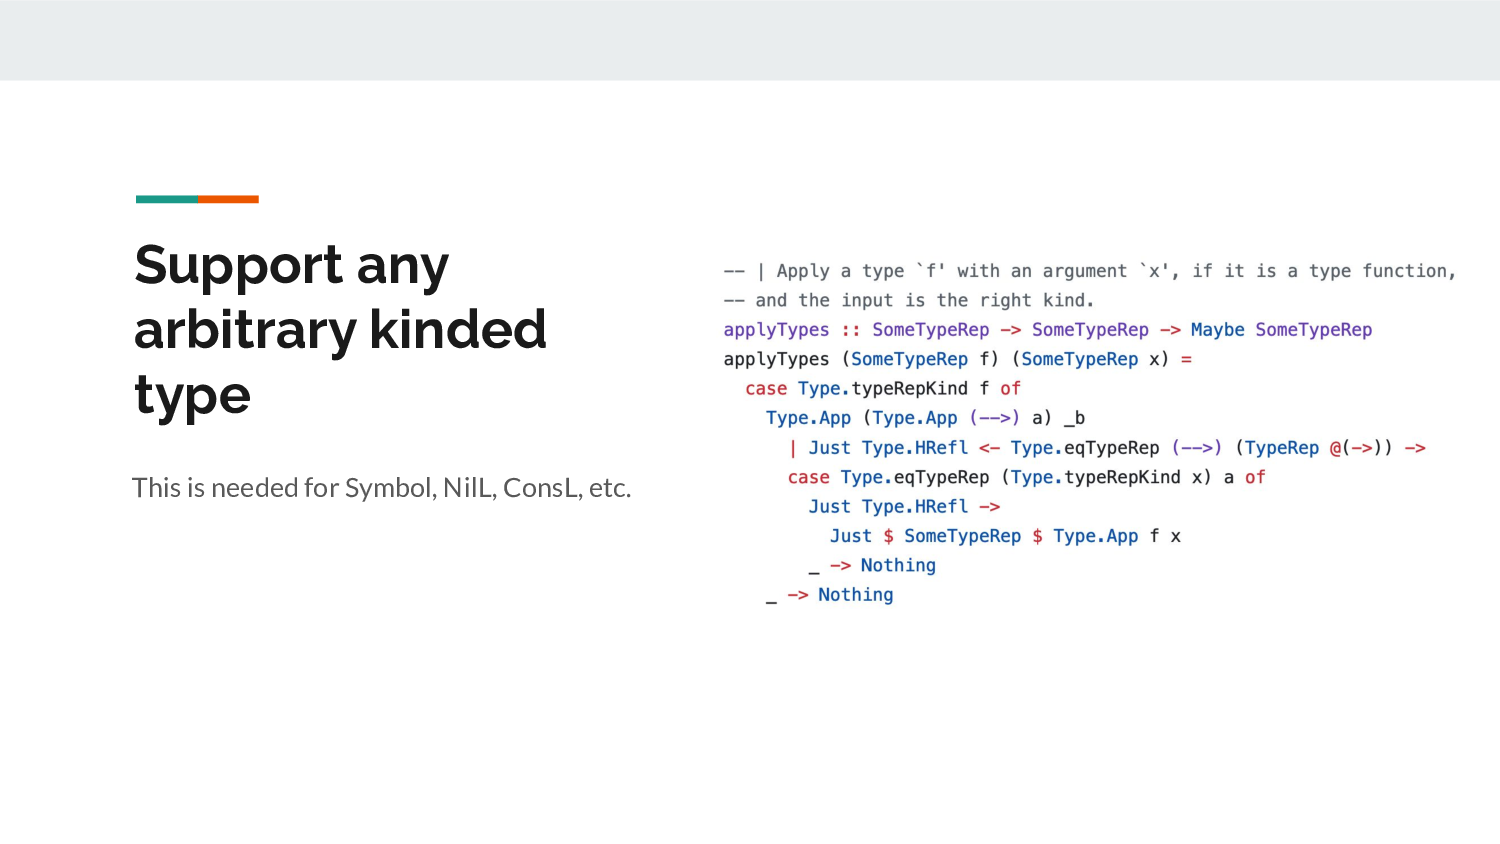 Support any
arbitrary kinded
type
This is needed for Symbol, NilL, ConsL, etc.
-- | Apply a type `f' with an argument `x', if it is a type function,
-- and the input is the right kind.
applyTypes :: SomeTypeRep -> SomeTypeRep -> Maybe SomeTypeRep
applyTypes (SomeTypeRep f) (SomeTypeRep x) =
  case Type.typeRepKind f of
    Type.App (Type.App (-->) a) _b
      | Just Type.HRefl <- Type.eqTypeRep (-->) (TypeRep @(->)) ->
      case Type.eqTypeRep (Type.typeRepKind x) a of
        Just Type.HRefl ->
          Just $ SomeTypeRep $ Type.App f x
        _ -> Nothing
    _ -> Nothing